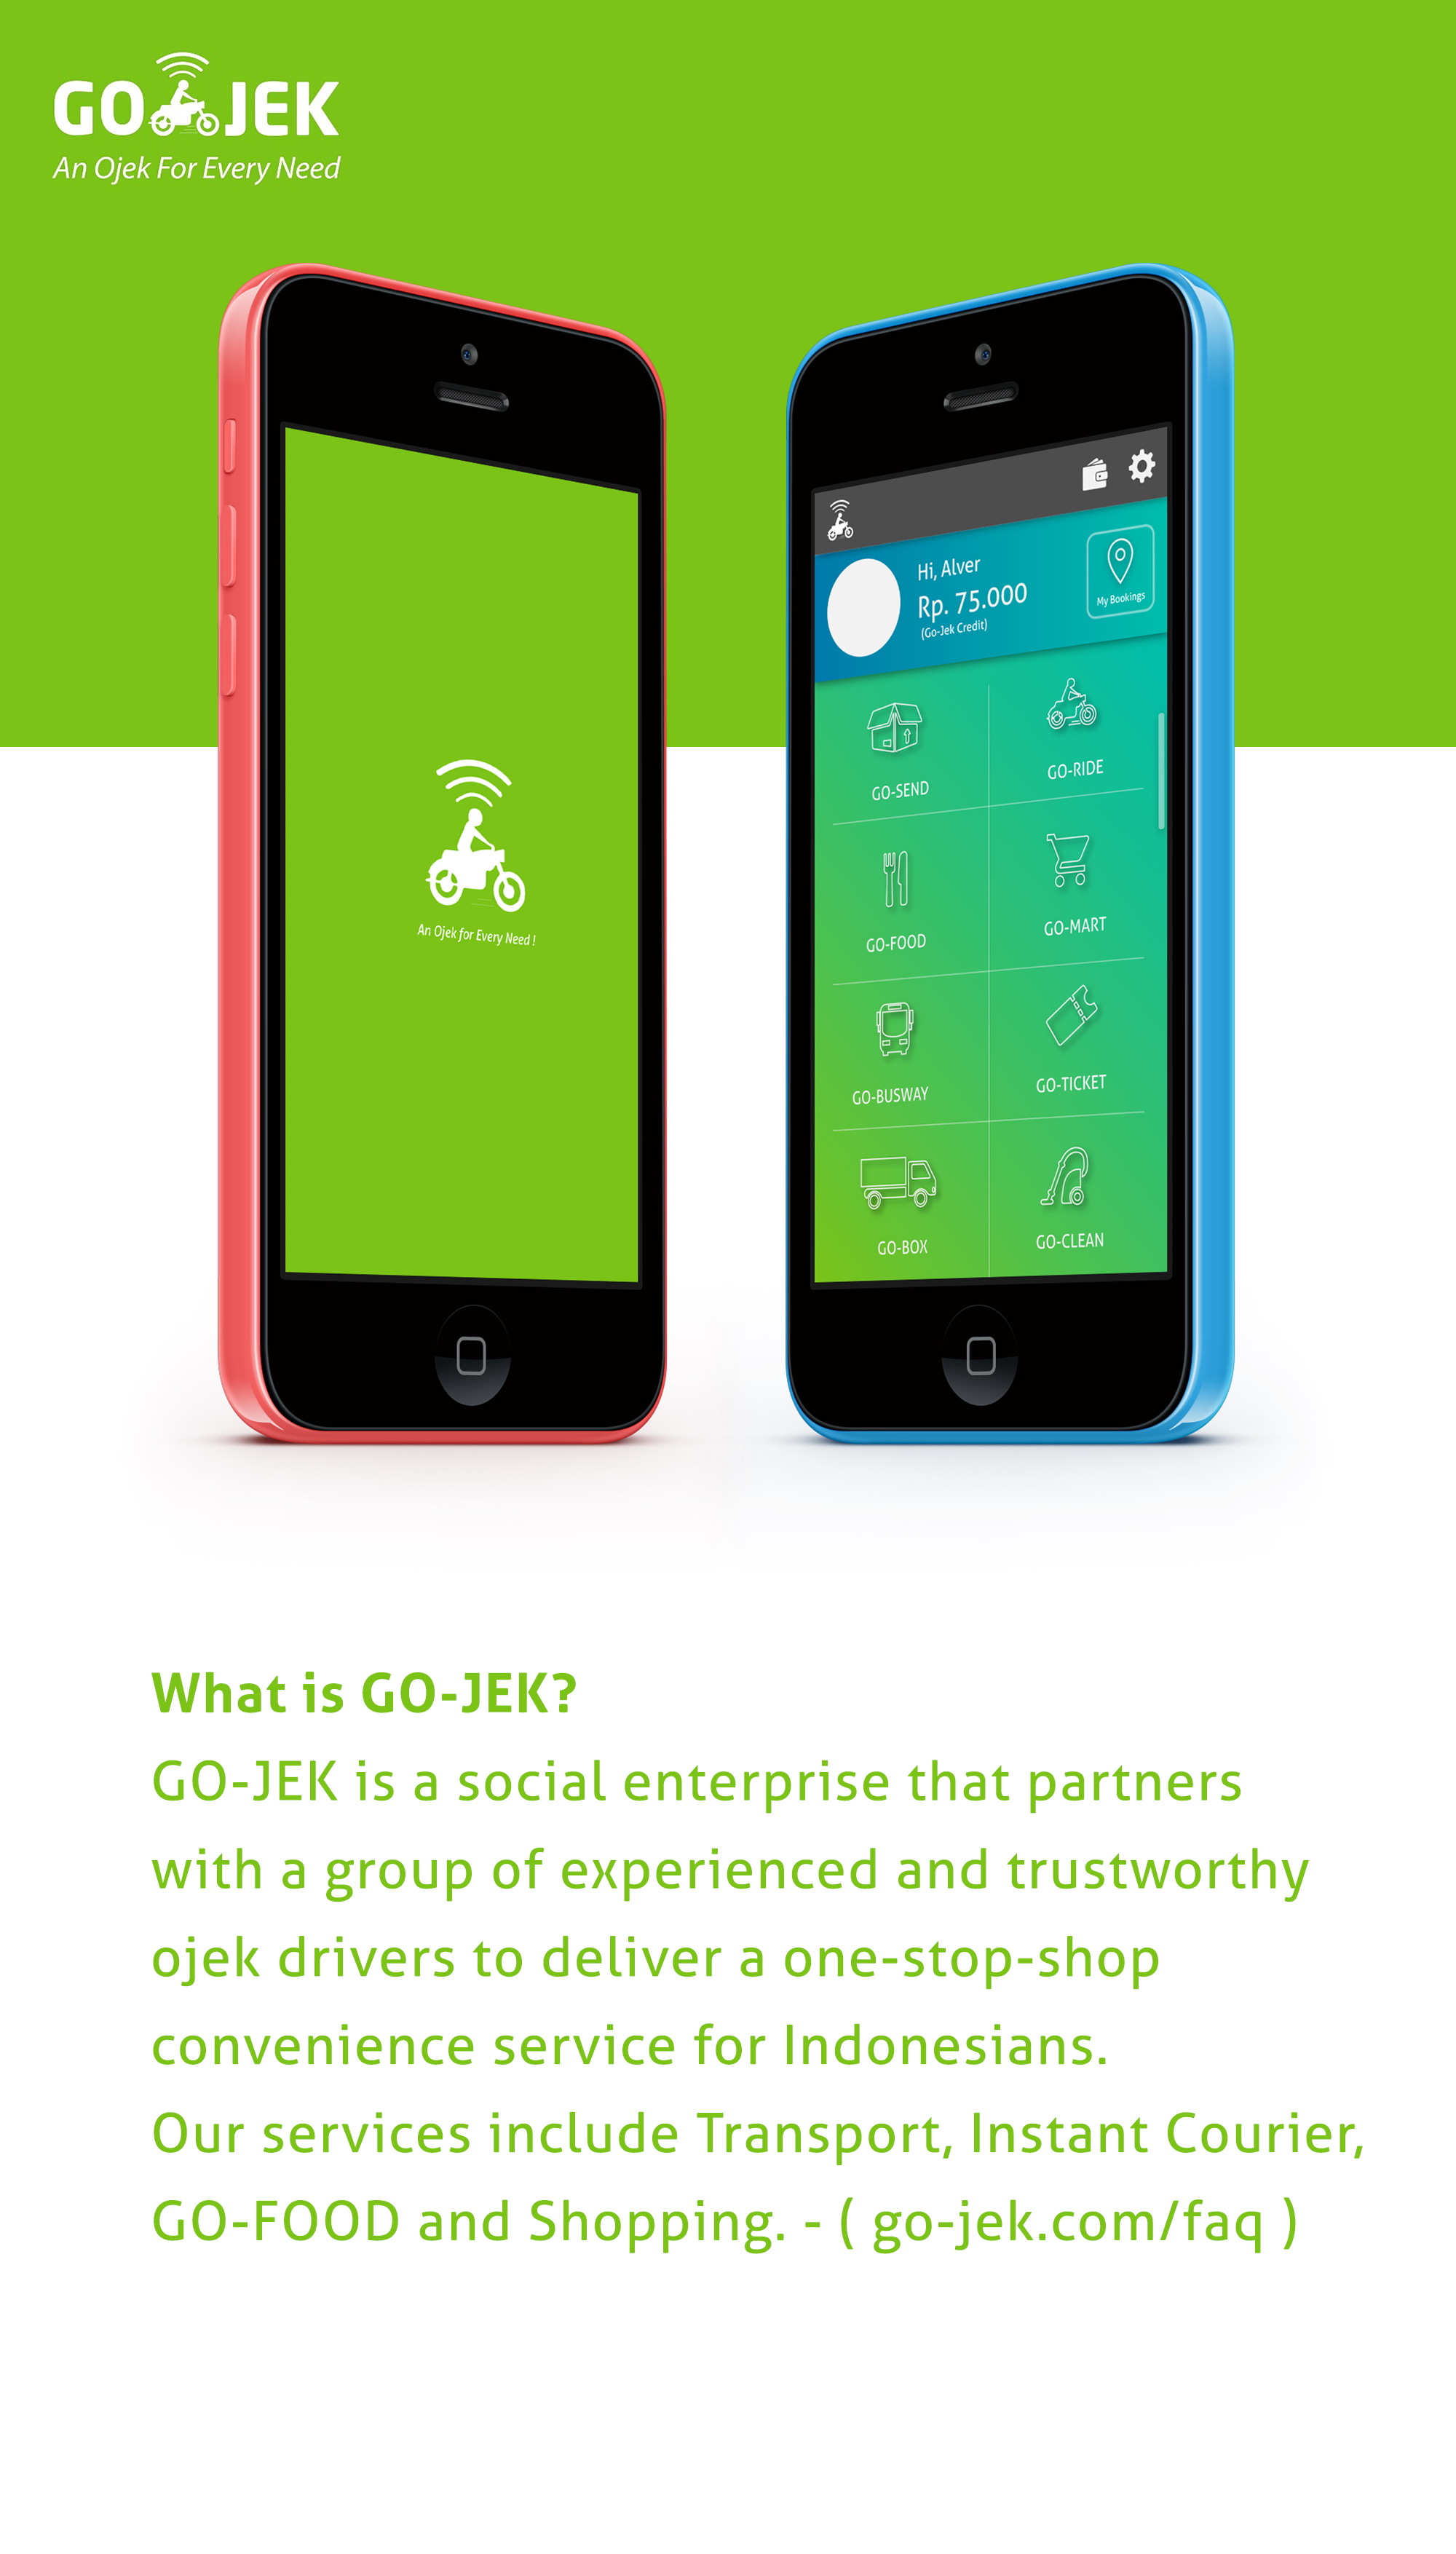 GO JEK
An Ojek For Every Need
An Ojek for Every Need !
Hi, Alver
Rp. 75.000
(Go-Jek Credit)
My Bookings
GO-SEND
GO-RIDE
GO-FOOD
GO-MART
GO-BUSWAY
GO-TICKET
GO-BOX
GO-CLEAN
What is GO-JEK?
GO-JEK is a social enterprise that partners
with a group of experienced and trustworthy
ojek drivers to deliver a one-stop-shop
convenience service for Indonesians.
Our services include Transport, Instant Courier,
GO-FOOD and Shopping. - ( go-jek.com/faq )